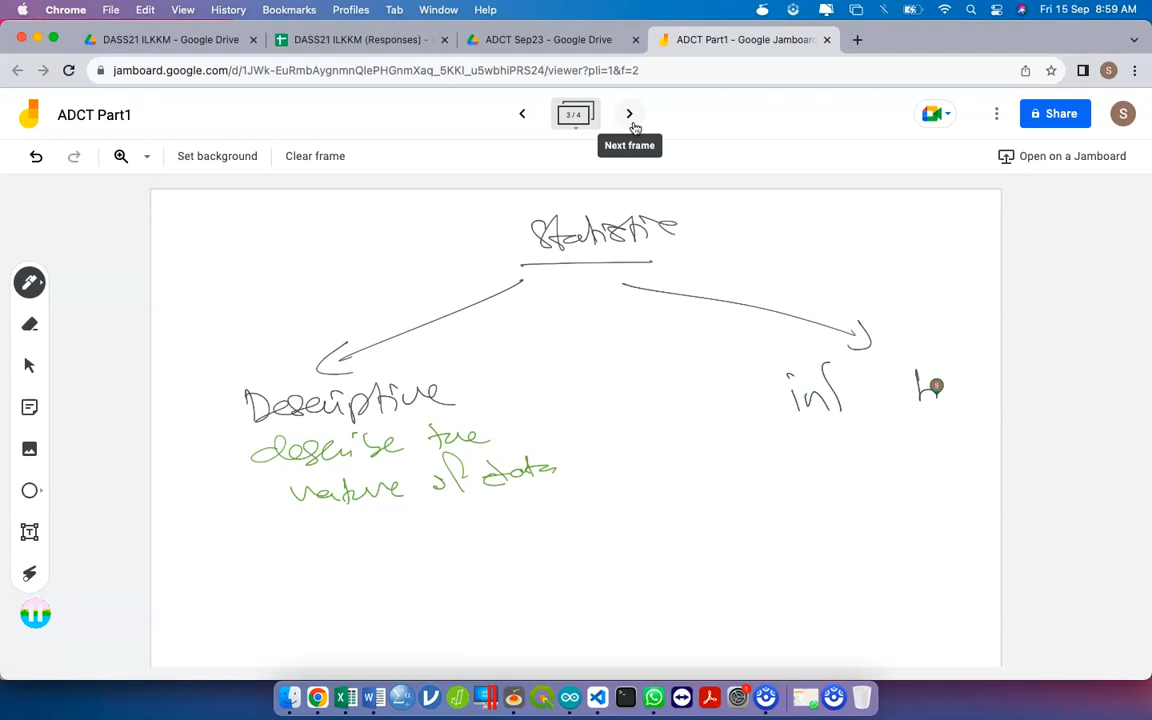 Chrome File Edit View History Bookmarks Profiles Tab Window Help Fri 15 Sep 8:59 AM
DASS21 ILKKM - Google Drive DASS21 ILKKM (Responses) - ADCT Sep23 - Google Drive ADCT Part1 - Google Jamboard
jamboard.google.com/d/1JWk-EuRmbAygnmnQIePHGnmXaq_5KKI_u5wbhiPRS24/viewer?pli=1&f=2 S
ADCT Part1 3 / 4 Share S
Next frame
Set background Clear frame Open on a Jamboard
Statistic
Descriptive inf
S
describe the
nature of data